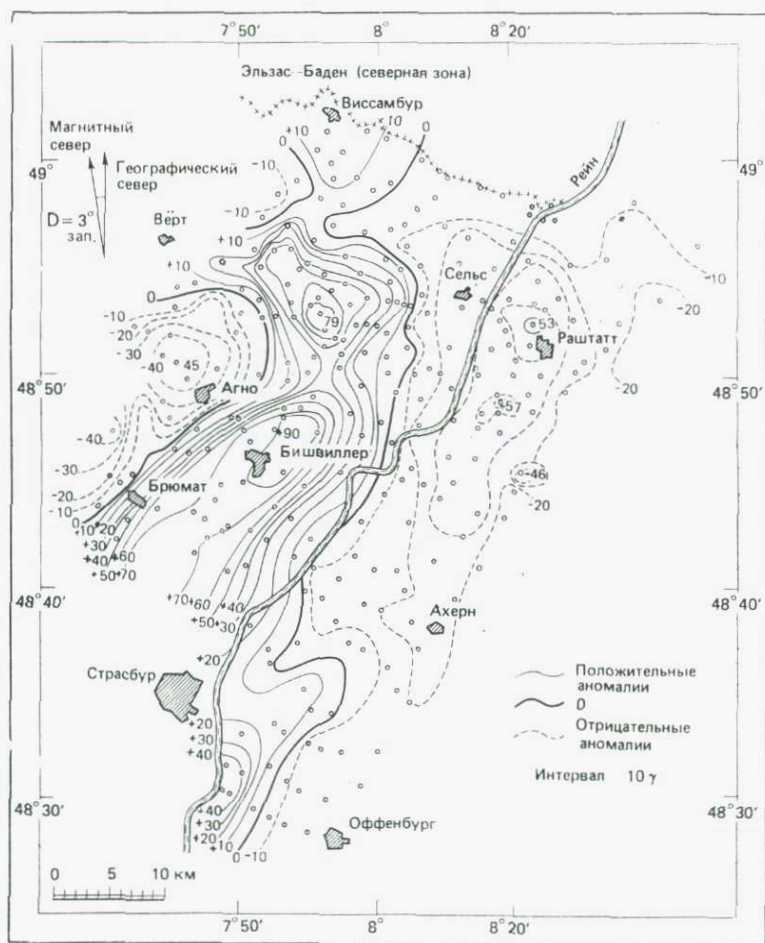 7°50′ 8° 8°20′
Эльзас-Баден (северная зона)
Виссамбур
Магнитный
север
Географический
север
D = 3°
зап.
49° 49°
+10 0 +10 10 0
-10
Рейн
Вёрт
+10
0
Сельс
-10
-20
-10
-20
-30
-40 45
79
53
Раштатт
-20
48°50′ 48°50′
Агно
57
-40
+90
Бишвиллер
-30
-46
-20
-20
-10
Брюмат
0
+10 +20
+30
+40 +60
+50 +70
48°40′ 48°40′
+70 +60
+50 +40
+30
Ахерн
+20
Страсбур
Положительные
аномалии
0
Отрицательные
аномалии
Интервал 10 γ
+20
+30
+40
48°30′ 48°30′
+40
+30
+20
+10
0 -10
Оффенбург
0 5 10 км
7°50′ 8° 8°20′